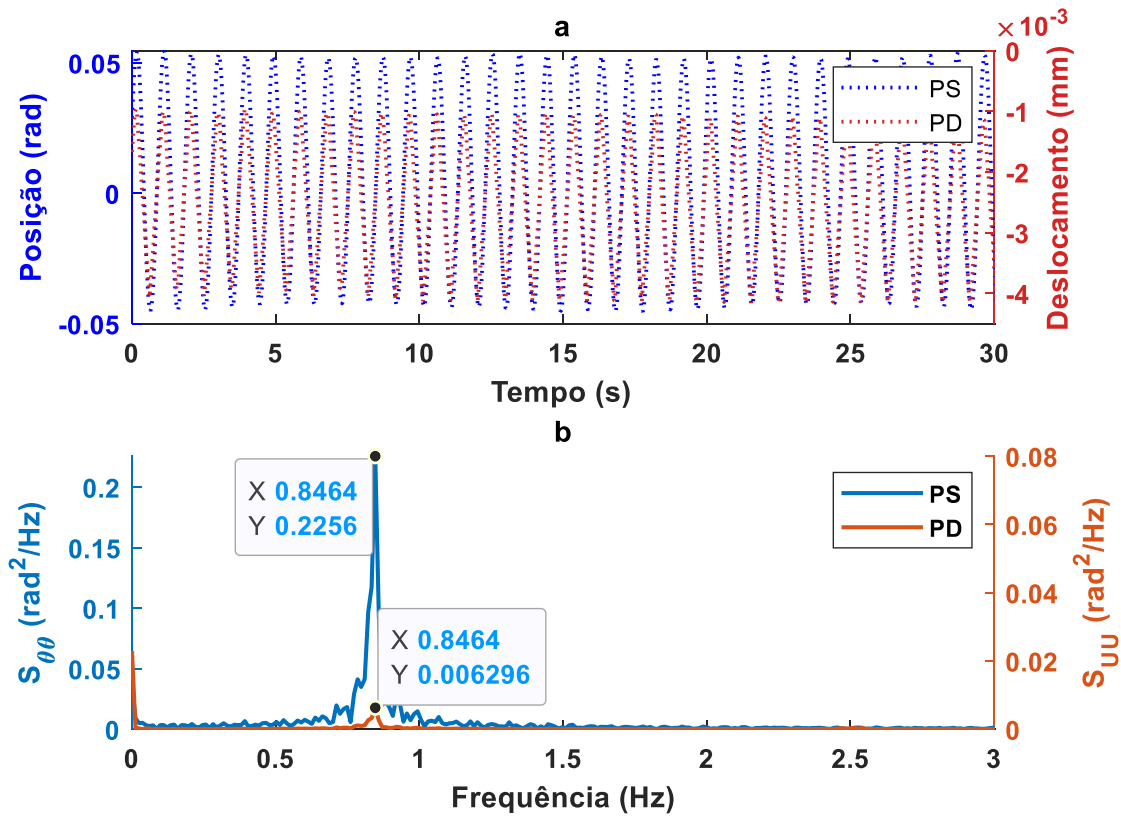 a
×10⁻³
0.05
0
-0.05
Posição (rad)
0
-1
-2
-3
-4
Deslocamento (mm)
PS
PD
0 5 10 15 20 25 30
Tempo (s)
b
0.2
0.15
0.1
0.05
0
S_θθ (rad²/Hz)
0.08
0.06
0.04
0.02
0
S_UU (rad²/Hz)
X 0.8464
Y 0.2256
X 0.8464
Y 0.006296
PS
PD
0 0.5 1 1.5 2 2.5 3
Frequência (Hz)